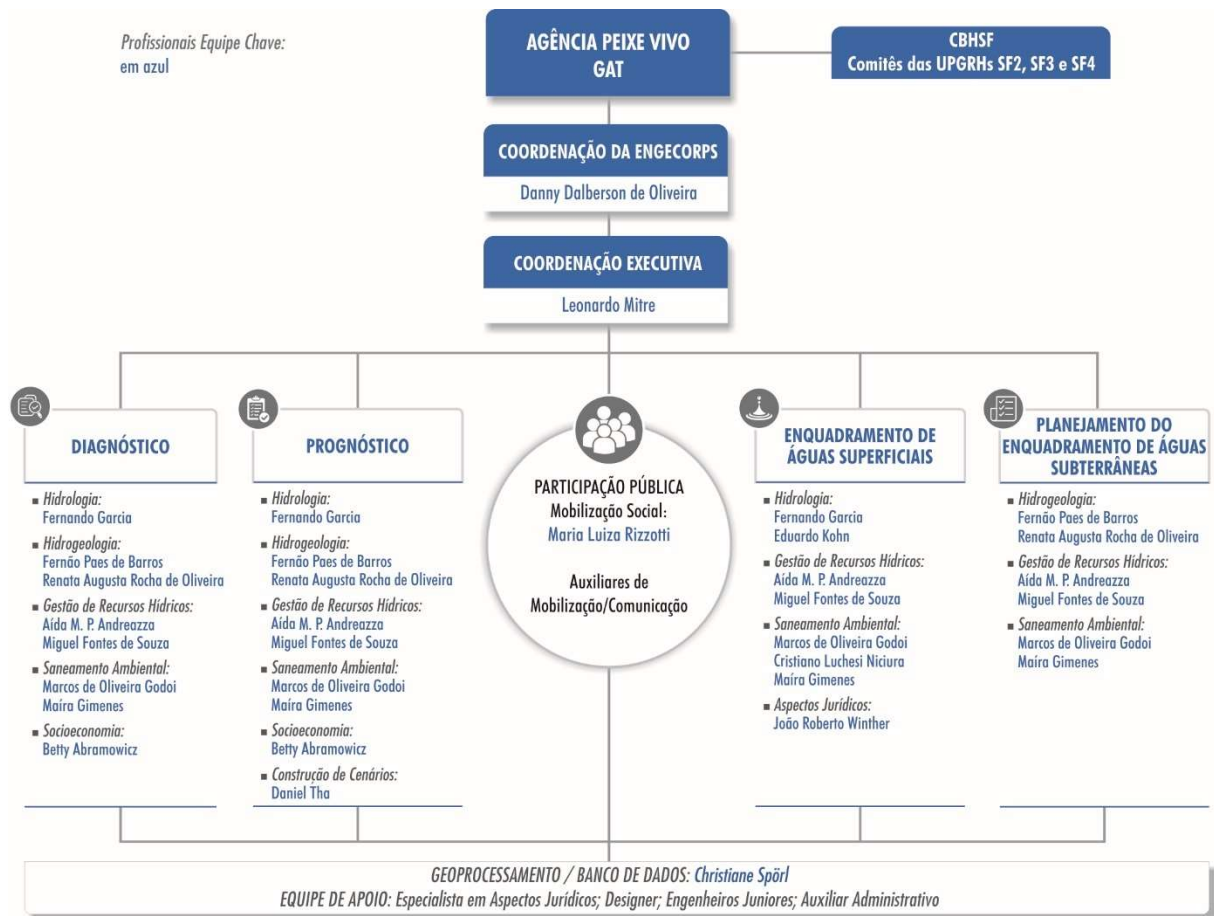 Profissionais Equipe Chave:
em azul
AGÊNCIA PEIXE VIVO
GAT
CBHSF
Comitês das UPGRHs SF2, SF3 e SF4
COORDENAÇÃO DA ENGECORPS
Danny Dalberson de Oliveira
COORDENAÇÃO EXECUTIVA
Leonardo Mitre
DIAGNÓSTICO
▪ Hidrologia:
Fernando Garcia
▪ Hidrogeologia:
Fernão Paes de Barros
Renata Augusta Rocha de Oliveira
▪ Gestão de Recursos Hídricos:
Aída M. P. Andreazza
Miguel Fontes de Souza
▪ Saneamento Ambiental:
Marcos de Oliveira Godoi
Maíra Gimenes
▪ Socioeconomia:
Betty Abramowicz
PROGNÓSTICO
▪ Hidrologia:
Fernando Garcia
▪ Hidrogeologia:
Fernão Paes de Barros
Renata Augusta Rocha de Oliveira
▪ Gestão de Recursos Hídricos:
Aída M. P. Andreazza
Miguel Fontes de Souza
▪ Saneamento Ambiental:
Marcos de Oliveira Godoi
Maíra Gimenes
▪ Socioeconomia:
Betty Abramowicz
▪ Construção de Cenários:
Daniel Tha
PARTICIPAÇÃO PÚBLICA
Mobilização Social:
Maria Luiza Rizzotti
Auxiliares de
Mobilização/Comunicação
ENQUADRAMENTO DE
ÁGUAS SUPERFICIAIS
▪ Hidrologia:
Fernando Garcia
Eduardo Kohn
▪ Gestão de Recursos Hídricos:
Aída M. P. Andreazza
Miguel Fontes de Souza
▪ Saneamento Ambiental:
Marcos de Oliveira Godoi
Cristiano Luchesi Niciura
Maíra Gimenes
▪ Aspectos Jurídicos:
João Roberto Winther
PLANEJAMENTO DO
ENQUADRAMENTO DE ÁGUAS
SUBTERRÂNEAS
▪ Hidrogeologia:
Fernão Paes de Barros
Renata Augusta Rocha de Oliveira
▪ Gestão de Recursos Hídricos:
Aída M. P. Andreazza
Miguel Fontes de Souza
▪ Saneamento Ambiental:
Marcos de Oliveira Godoi
Maíra Gimenes
GEOPROCESSAMENTO / BANCO DE DADOS: Christiane Spörl
EQUIPE DE APOIO: Especialista em Aspectos Jurídicos; Designer; Engenheiros Juniores; Auxiliar Administrativo